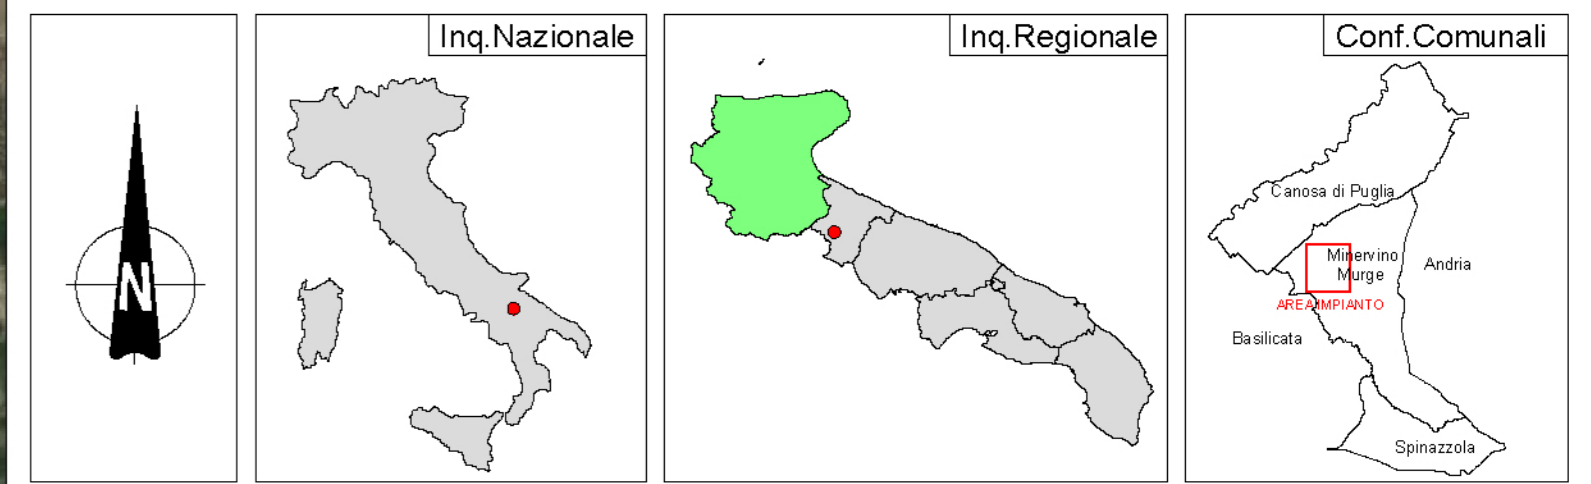 N
Inq.Nazionale
Inq.Regionale
Conf.Comunali
Canosa di Puglia
Minervino
Murge
Andria
AREA IMPIANTO
Basilicata
Spinazzola